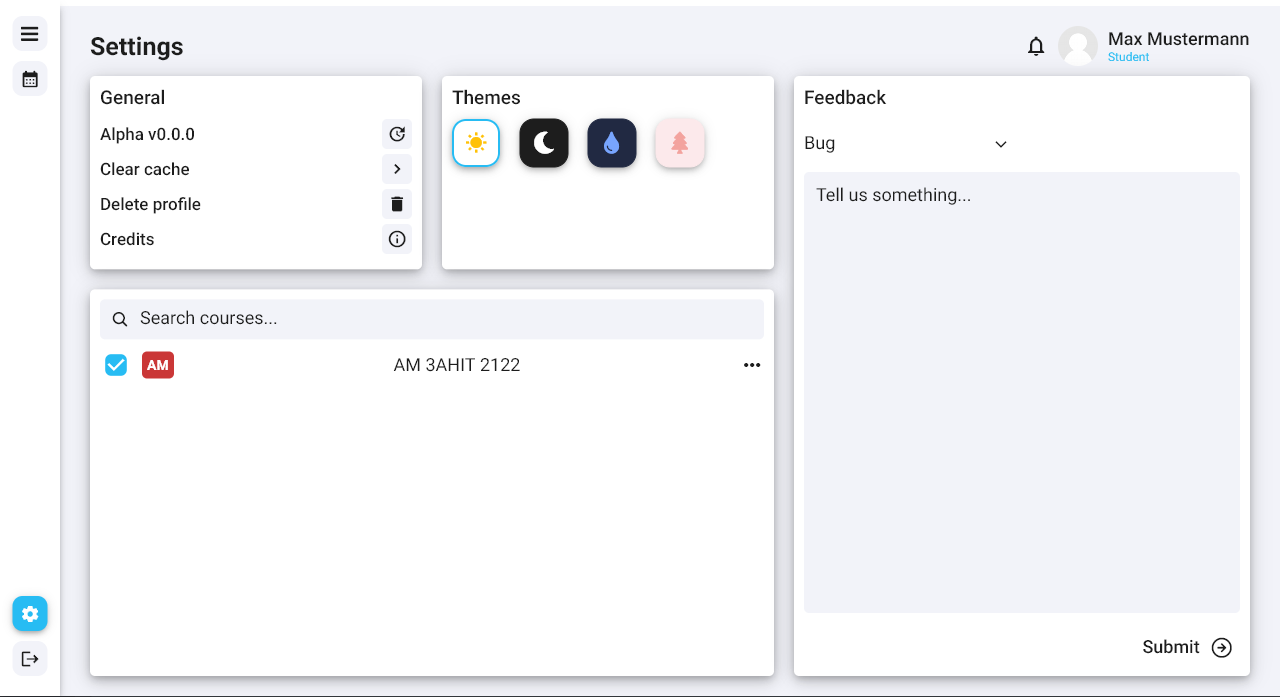 Settings
Max Mustermann
Student
General
Alpha v0.0.0
Clear cache
Delete profile
Credits
Themes
Feedback
Bug
Tell us something...
Search courses...
AM AM 3AHIT 2122
Submit